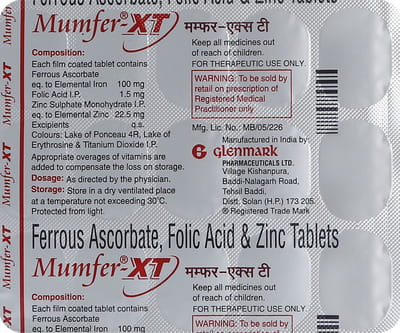 Ferrous Ascorbate, Folic Acid & Zinc Tablets
Mumfer®-XT मम्फर-एक्स टी
Composition:
Each film coated tablet contains
Ferrous Ascorbate
eq. to Elemental Iron 100 mg
Folic Acid I.P. 1.5 mg
Zinc Sulphate Monohydrate I.P.
eq. to Elemental Zinc 22.5 mg
Excipients q.s.
Colours: Lake of Ponceau 4R, Lake of
Erythrosine & Titanium Dioxide I.P.
Appropriate overages of vitamins are
added to compensate the loss on storage.
Dosage: As directed by the physician.
Storage: Store in a dry ventilated place
at a temperature not exceeding 30°C.
Protected from light.
Keep all medicines out
of reach of children.
FOR THERAPEUTIC USE ONLY.
WARNING: To be sold by
retail on prescription of
Registered Medical
Practitioner only.
Mfg. Lic. No.: MB/05/226
Manufactured in India by:
Glenmark
PHARMACEUTICALS LTD.
Village Kishanpura,
Baddi-Nalagarh Road,
Tehsil Baddi,
Distt. Solan (H.P.) 173 205.
® Registered Trade Mark
Mumfer®-XT
Ferrous Ascorbate, Folic Acid & Zinc Tablets
Mumfer®-XT मम्फर-एक्स टी
Composition:
Each film coated tablet contains
Ferrous Ascorbate
eq. to Elemental Iron 100 mg
Keep all medicines out
of reach of children.
FOR THERAPEUTIC USE ONLY.
WARNING: To be sold by
retail on prescription of
-XT